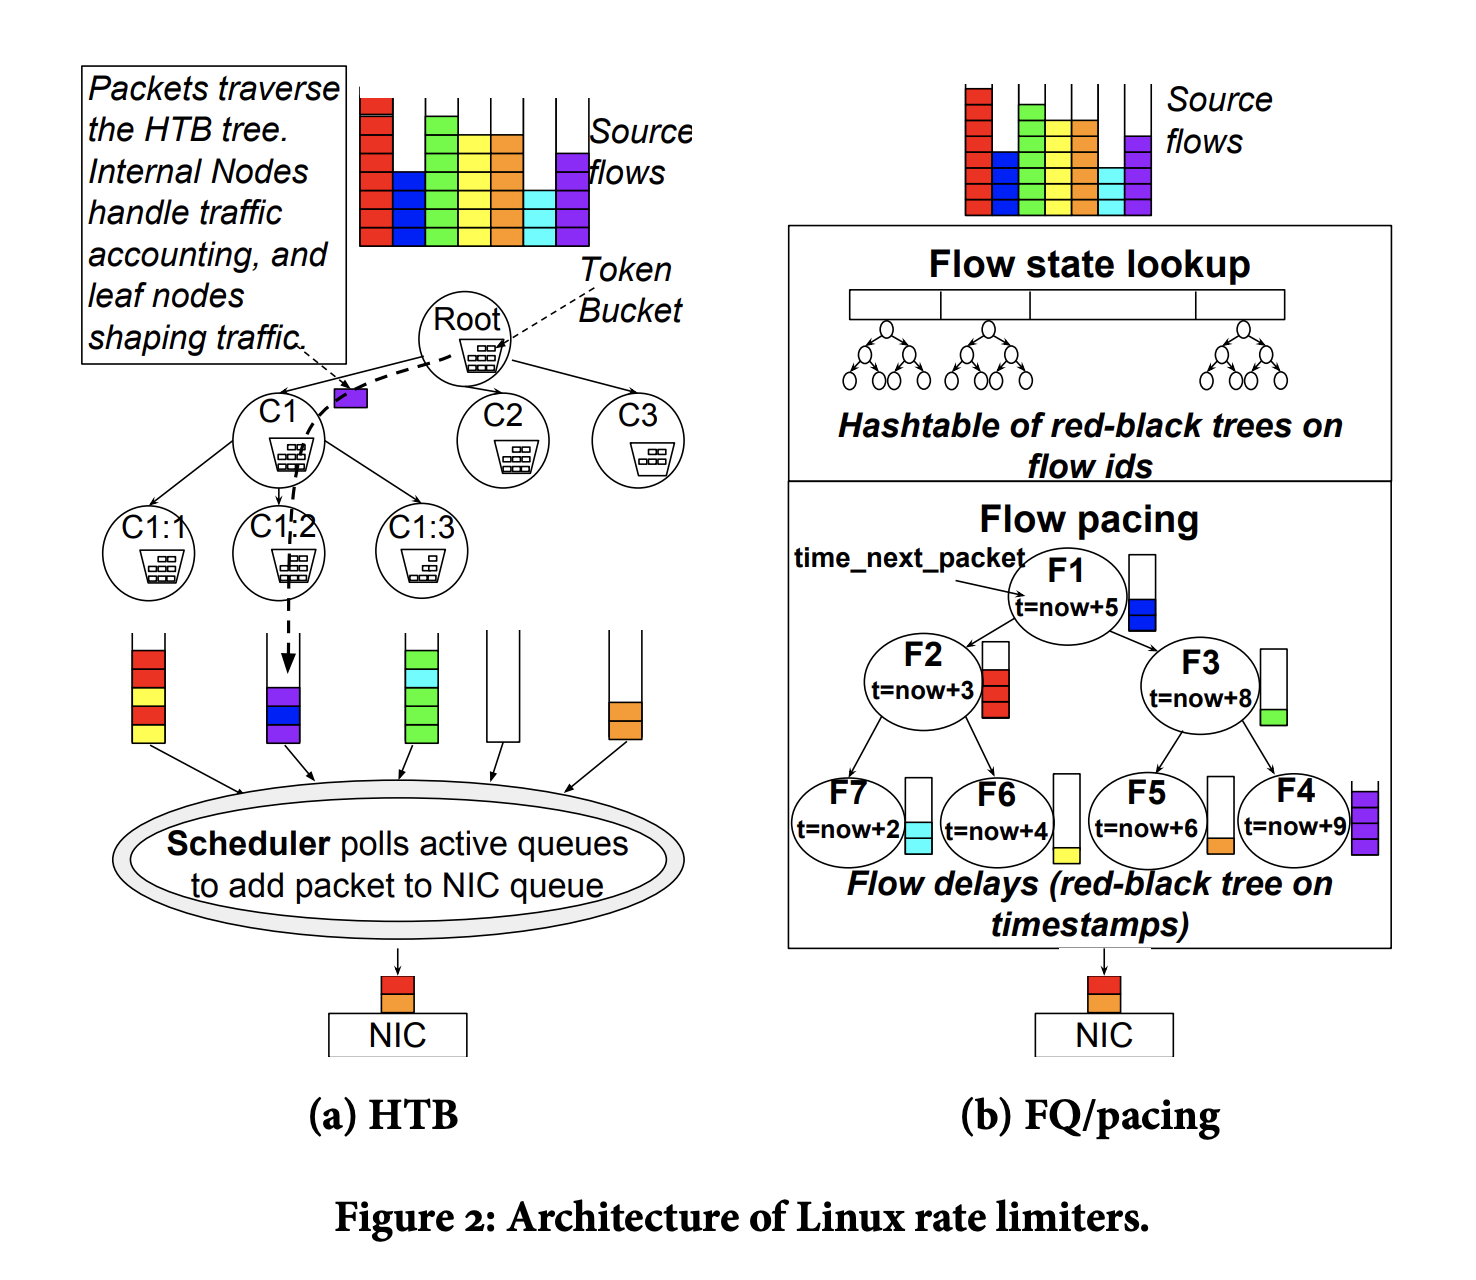 Packets traverse
the HTB tree.
Internal Nodes
handle traffic
accounting, and
leaf nodes
shaping traffic.
Source
flows
Token
Bucket
Root
C1
C2
C3
C1:1
C1:2
C1:3
Scheduler polls active queues
to add packet to NIC queue
NIC
(a) HTB
Source
flows
Flow state lookup
Hashtable of red-black trees on
flow ids
Flow pacing
time_next_packet
F1
t=now+5
F2
t=now+3
F3
t=now+8
F7
t=now+2
F6
t=now+4
F5
t=now+6
F4
t=now+9
Flow delays (red-black tree on
timestamps)
NIC
(b) FQ/pacing
Figure 2: Architecture of Linux rate limiters.